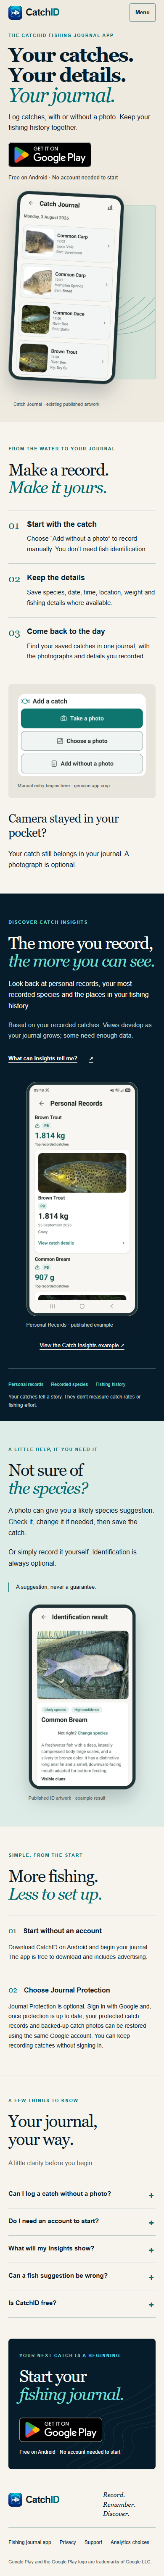 CatchID
Menu
THE CATCHID FISHING JOURNAL APP
Your catches.
Your details.
Your journal.
Log catches, with or without a photo. Keep your
fishing history together.
GET IT ON
Google Play
Free on Android · No account needed to start
Catch Journal
Monday, 3 August 2026
Common Carp
Common Carp
Common Dace
Brown Trout
Catch Journal · existing published artwork
FROM THE WATER TO YOUR JOURNAL
Make a record.
Make it yours.
01 Start with the catch
Choose “Add without a photo” to record
manually. You don't need fish identification.
02 Keep the details
Save species, date, time, location, weight and
fishing details where available.
03 Come back to the day
Find your saved catches in one journal, with
the photographs and details you recorded.
Add a catch
Take a photo
Choose a photo
Add without a photo
Manual entry begins here · genuine app crop
Camera stayed in your
pocket?
Your catch still belongs in your journal. A
photograph is optional.
DISCOVER CATCH INSIGHTS
The more you record,
the more you can see.
Look back at personal records, your most
recorded species and the places in your fishing
history.
Based on your recorded catches. Views develop as
your journal grows; some need enough data.
What can Insights tell me? ↗
Personal Records
Brown Trout
PB
1.814 kg
Top recorded catches
Brown Trout
PB
1.814 kg
View catch details
Common Bream
PB
907 g
Top recorded catches
Personal Records · published example
View the Catch Insights example ↗
Personal records Recorded species Fishing history
Your catches tell a story. They don't measure catch rates or
fishing effort.
A LITTLE HELP, IF YOU NEED IT
Not sure of
the species?
A photo can give you a likely species suggestion.
Check it, change it if needed, then save the
catch.
Or simply record it yourself. Identification is
always optional.
A suggestion, never a guarantee.
Identification result
Likely species High confidence
Not right? Change species
Common Bream
A freshwater fish with a deep, laterally
compressed body, large scales, and a
Visible clues
Published ID artwork · example result
SIMPLE, FROM THE START
More fishing.
Less to set up.
01 Start without an account
Download CatchID on Android and begin your journal.
The app is free to download and includes advertising.
02 Choose Journal Protection
Journal Protection is optional. Sign in with Google and,
once protection is up to date, your protected catch
records and backed-up catch photos can be restored
using the same Google account. You can keep
recording catches without signing in.
A FEW THINGS TO KNOW
Your journal,
your way.
A little clarity before you begin.
Can I log a catch without a photo? +
Do I need an account to start? +
What will my Insights show? +
Can a fish suggestion be wrong? +
Is CatchID free? +
YOUR NEXT CATCH IS A BEGINNING
Start your
fishing journal.
GET IT ON
Google Play
Free on Android · No account needed to start
CatchID
Record.
Remember.
Discover.
Fishing journal app Privacy Support Analytics choices
Google Play and the Google Play logo are trademarks of Google LLC.